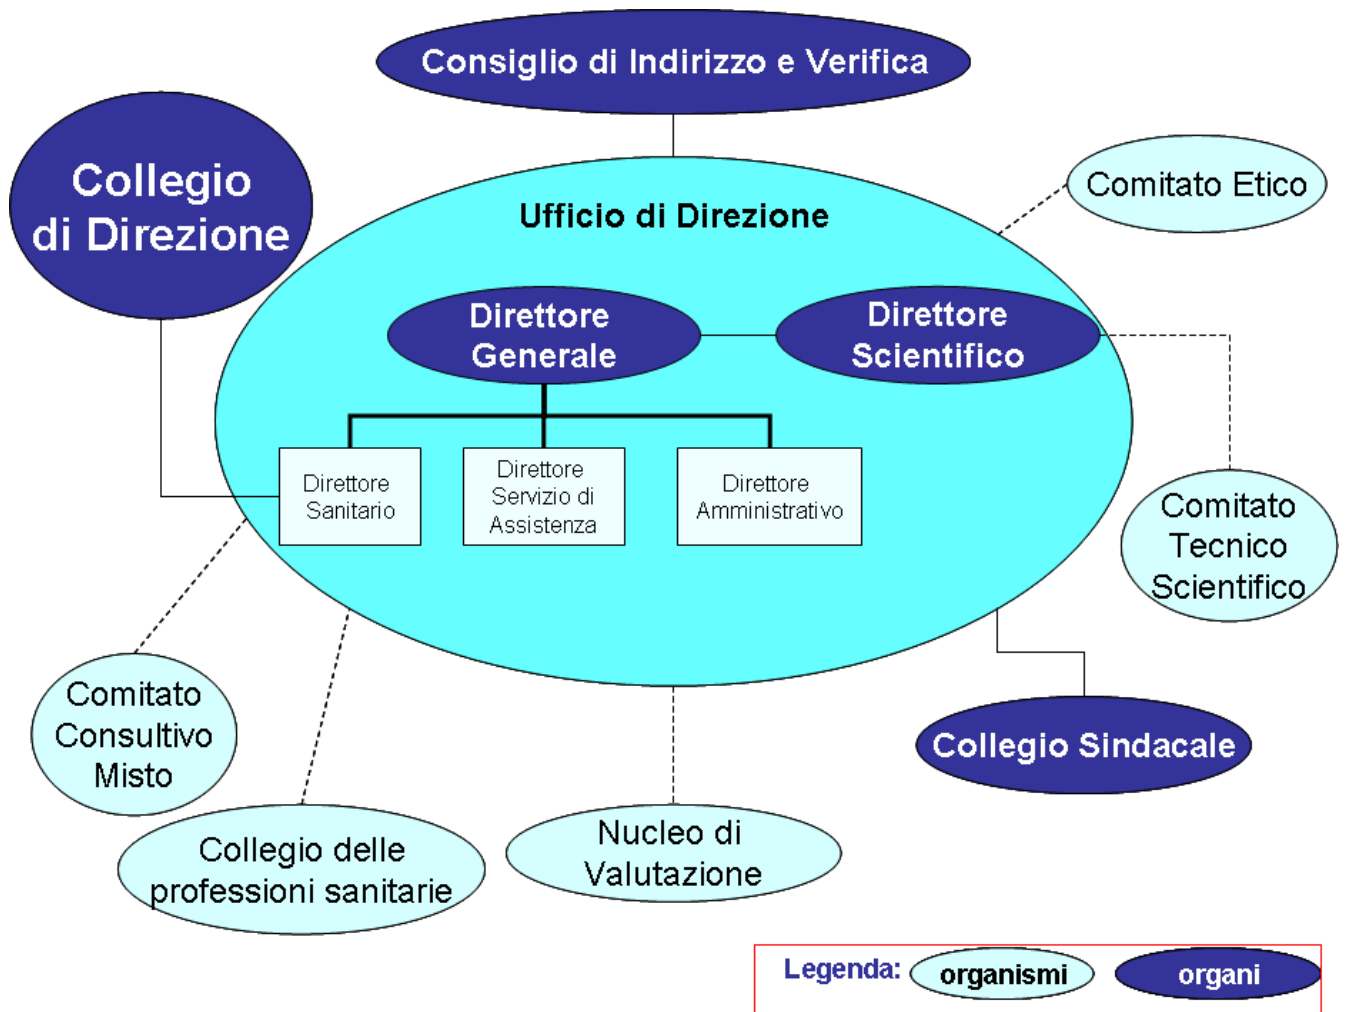 Consiglio di Indirizzo e Verifica
Collegio
di Direzione
Comitato Etico
Ufficio di Direzione
Direttore
Generale
Direttore
Scientifico
Direttore
Sanitario
Direttore
Servizio di
Assistenza
Direttore
Amministrativo
Comitato
Tecnico
Scientifico
Comitato
Consultivo
Misto
Collegio Sindacale
Collegio delle
professioni sanitarie
Nucleo di
Valutazione
Legenda: organismi organi